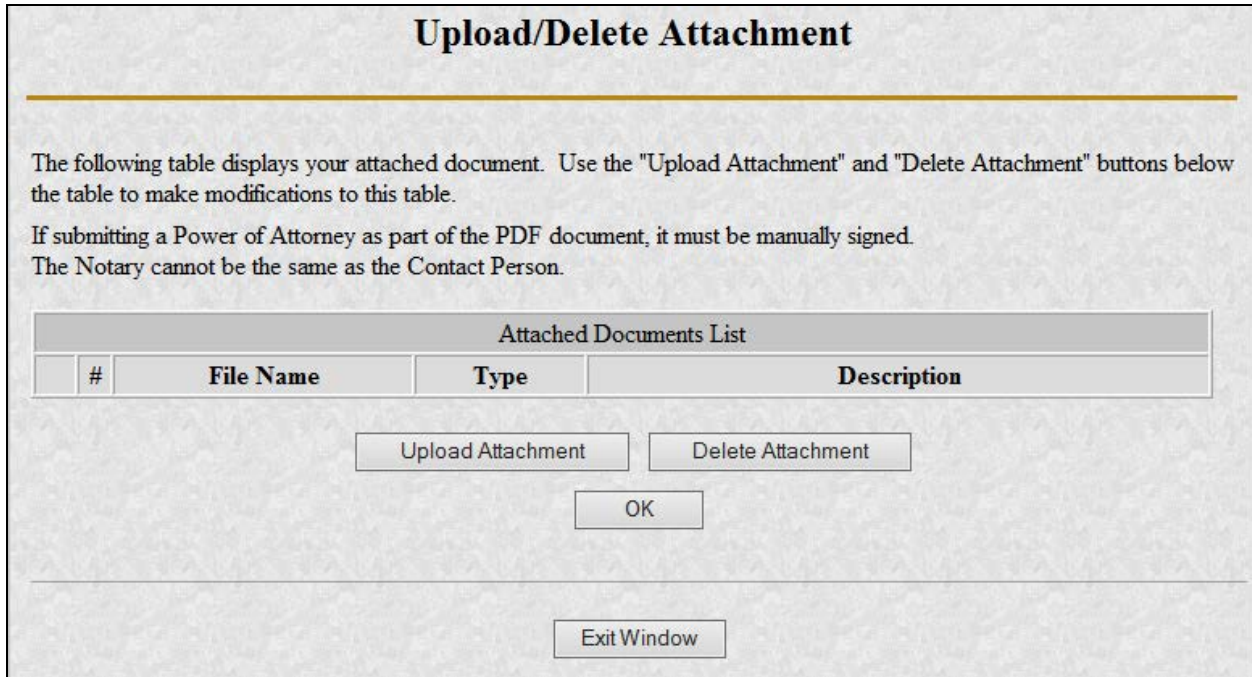 Upload/Delete Attachment
The following table displays your attached document. Use the "Upload Attachment" and "Delete Attachment" buttons below
the table to make modifications to this table.
If submitting a Power of Attorney as part of the PDF document, it must be manually signed.
The Notary cannot be the same as the Contact Person.
Attached Documents List
# File Name Type Description
Upload Attachment Delete Attachment
OK
Exit Window